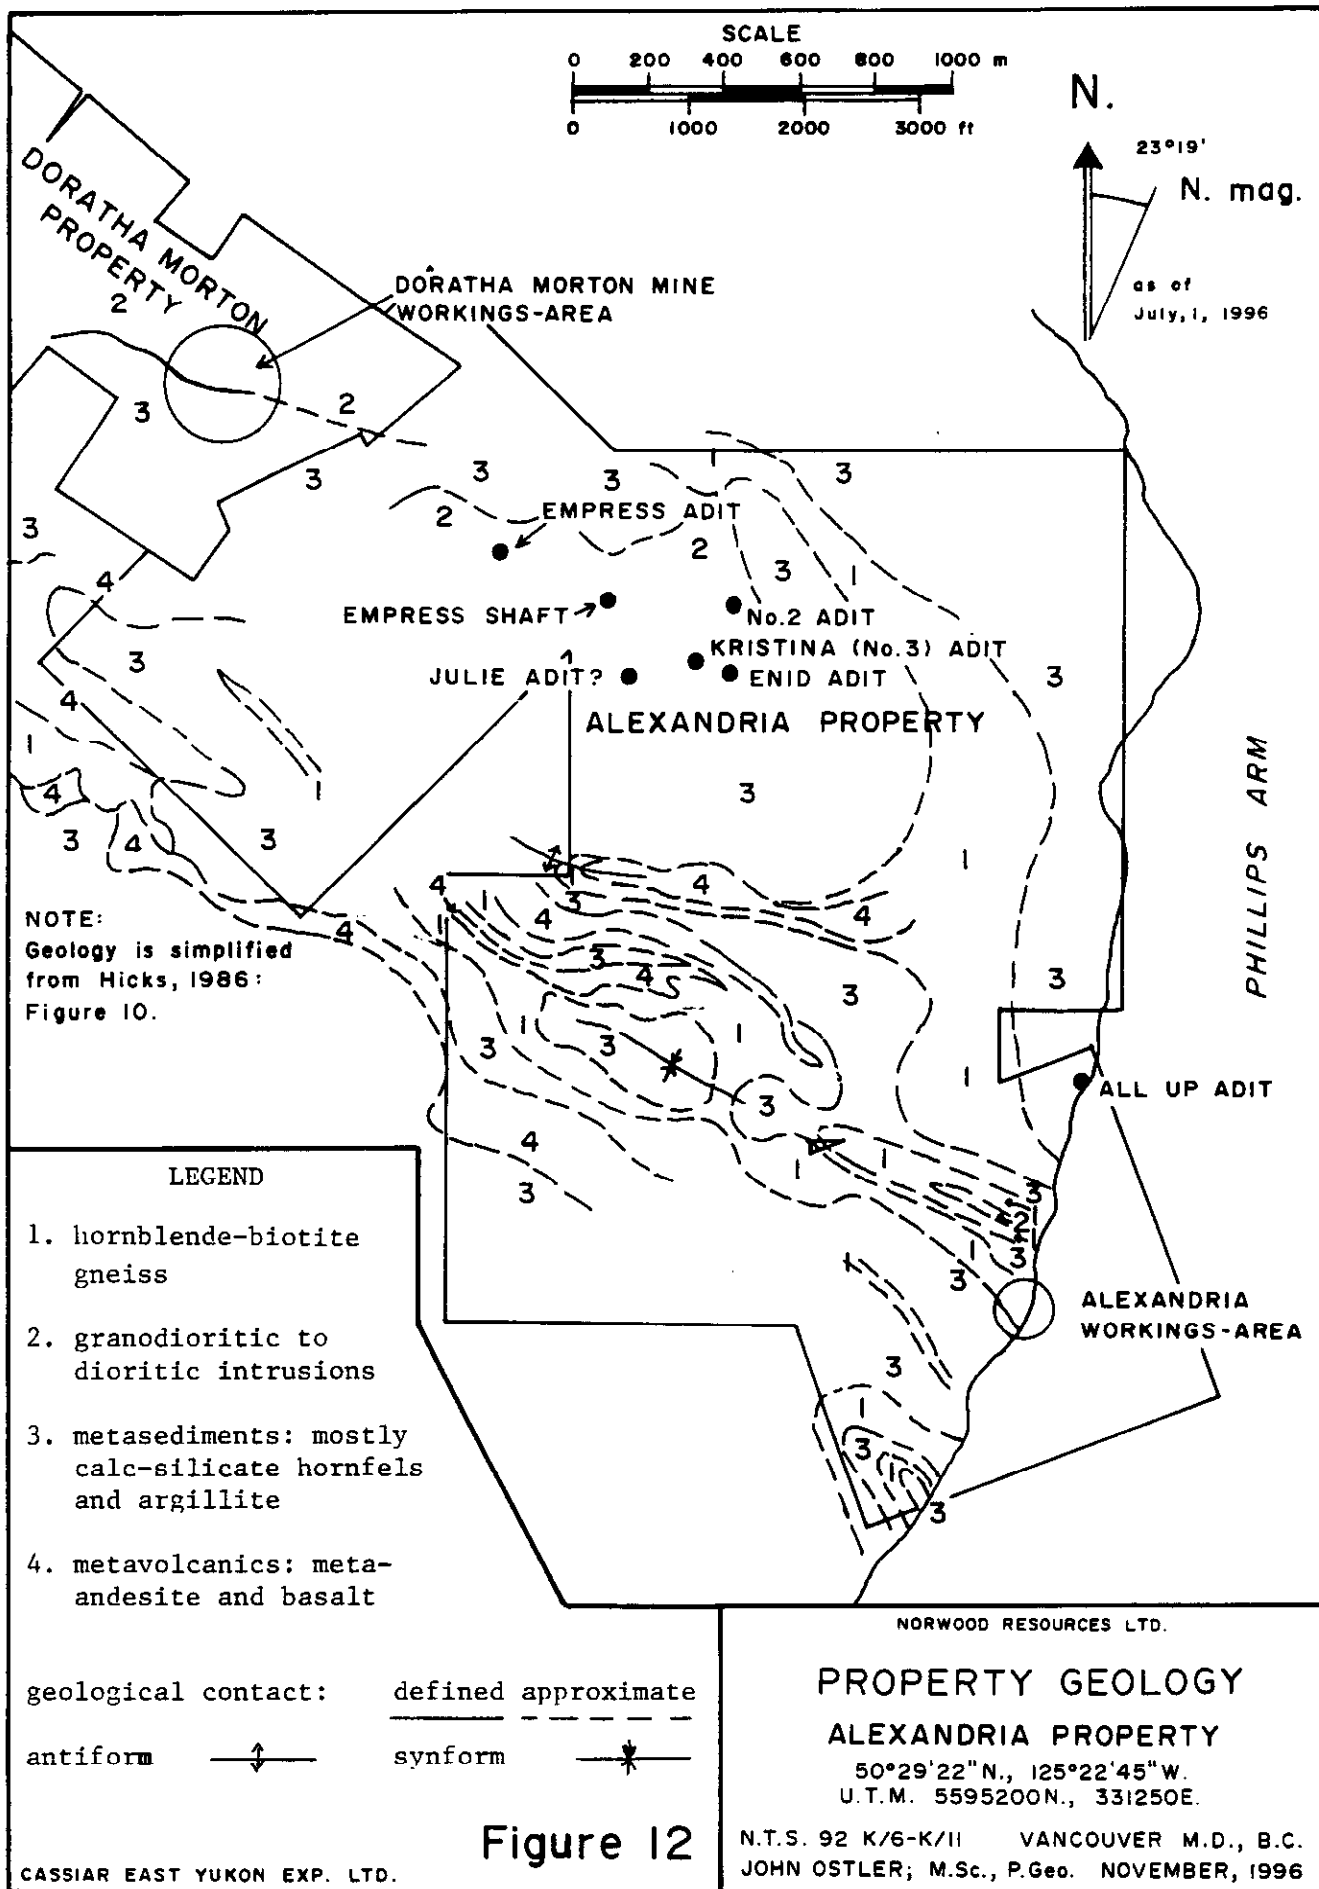 SCALE
0 200 400 600 800 1000 m
0 1000 2000 3000 ft
N.
23°19'
N. mag.
as of
July, 1, 1996
DORATHA MORTON
PROPERTY
DORATHA MORTON MINE
WORKINGS-AREA
2
3
2
3
3
3
1
3
3
2
EMPRESS ADIT
2
3
1
4
EMPRESS SHAFT
No.2 ADIT
KRISTINA (No.3) ADIT
3
JULIE ADIT?
ENID ADIT
3
4
ALEXANDRIA PROPERTY
1
1
4
3
3
4
3
1
PHILLIPS ARM
4
4
1
3
4
4
1
4
NOTE:
Geology is simplified
from Hicks, 1986:
Figure 10.
3
4
3
3
1
3
3
1
1
ALL UP ADIT
3
4
3
1
1
3
2
3
1
3
1
ALEXANDRIA
WORKINGS-AREA
3
1
3
1
3
LEGEND
1. hornblende-biotite
gneiss
2. granodioritic to
dioritic intrusions
3. metasediments: mostly
calc-silicate hornfels
and argillite
4. metavolcanics: meta-
andesite and basalt
geological contact: defined approximate
antiform synform
Figure 12
CASSIAR EAST YUKON EXP. LTD.
NORWOOD RESOURCES LTD.
PROPERTY GEOLOGY
ALEXANDRIA PROPERTY
50°29'22"N., 125°22'45"W.
U.T.M. 5595200N., 331250E.
N.T.S. 92 K/6-K/11 VANCOUVER M.D., B.C.
JOHN OSTLER; M.Sc., P.Geo. NOVEMBER, 1996